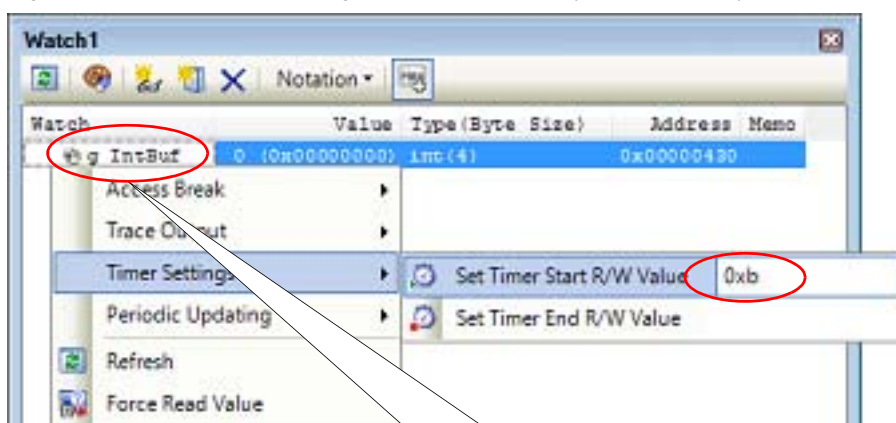 Watch1
Notation
Watch Value Type(Byte Size) Address Memo
g_IntBuf 0 (0x00000000) int(4) 0x00000430
Access Break
Trace Output
Timer Settings Set Timer Start R/W Value 0xb
Periodic Updating Set Timer End R/W Value
Refresh
Force Read Value